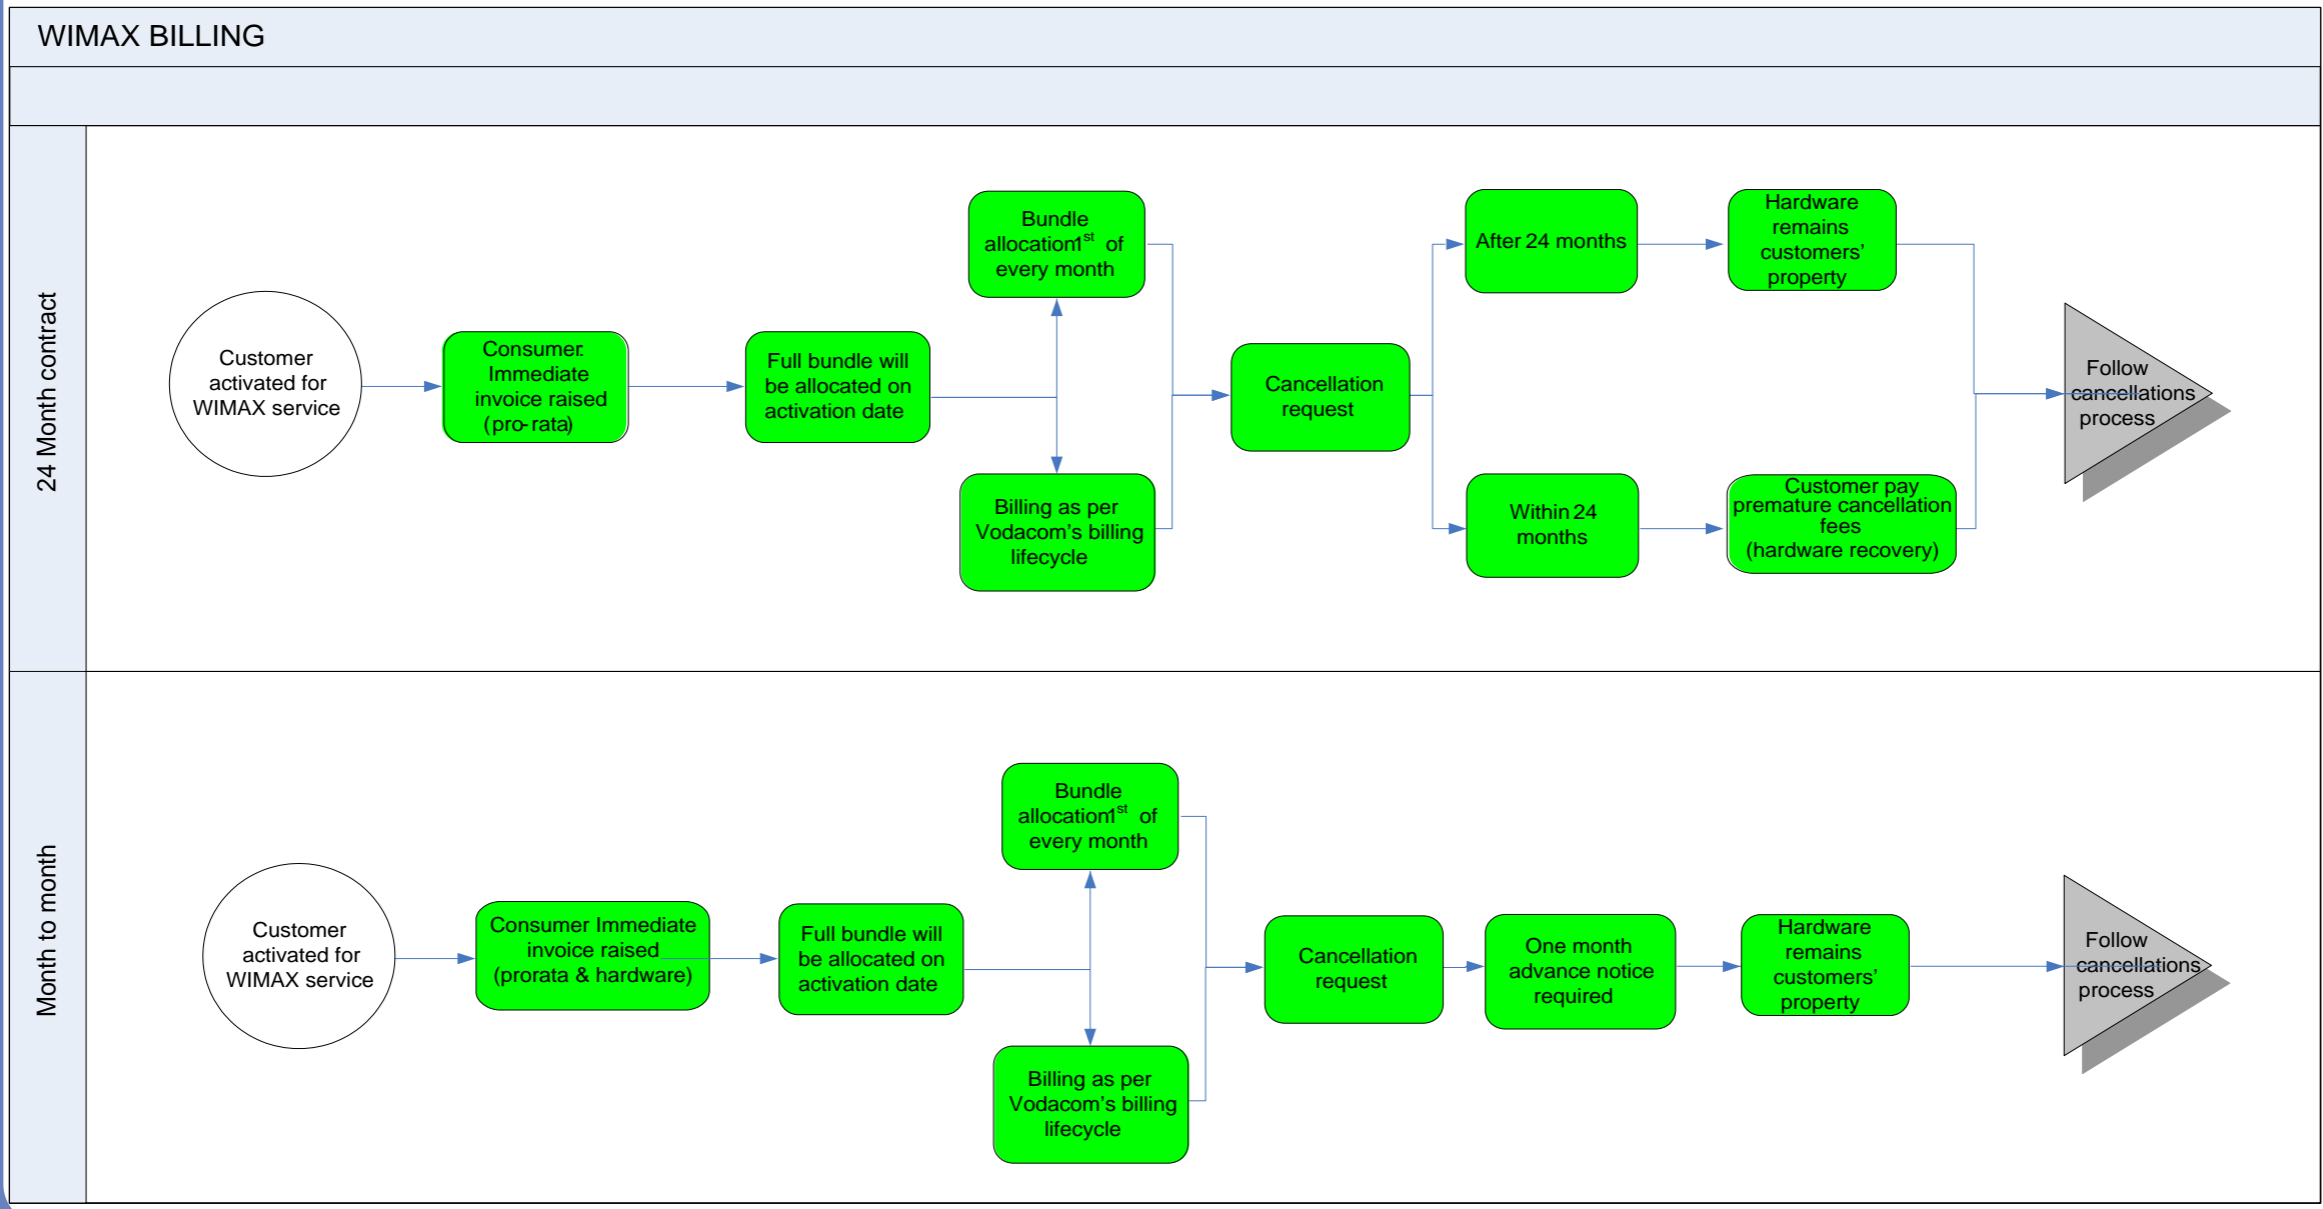 WIMAX BILLING
24 Month contract
Customer
activated for
WIMAX service
Consumer:
Immediate
invoice raised
(pro-rata)
Full bundle will
be allocated on
activation date
Bundle
allocation1st of
every month
Billing as per
Vodacom's billing
lifecycle
Cancellation
request
After 24 months
Hardware
remains
customers'
property
Within 24
months
Customer pay
premature cancellation
fees
(hardware recovery)
Follow
cancellations
process
Month to month
Customer
activated for
WIMAX service
Consumer Immediate
invoice raised
(prorata & hardware)
Full bundle will
be allocated on
activation date
Bundle
allocation1st of
every month
Billing as per
Vodacom's billing
lifecycle
Cancellation
request
One month
advance notice
required
Hardware
remains
customers'
property
Follow
cancellations
process